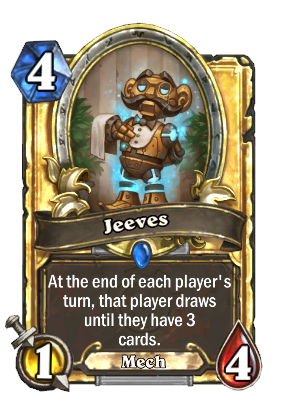 4
Jeeves
At the end of each player's
turn, that player draws
until they have 3
cards.
1
Mech
4